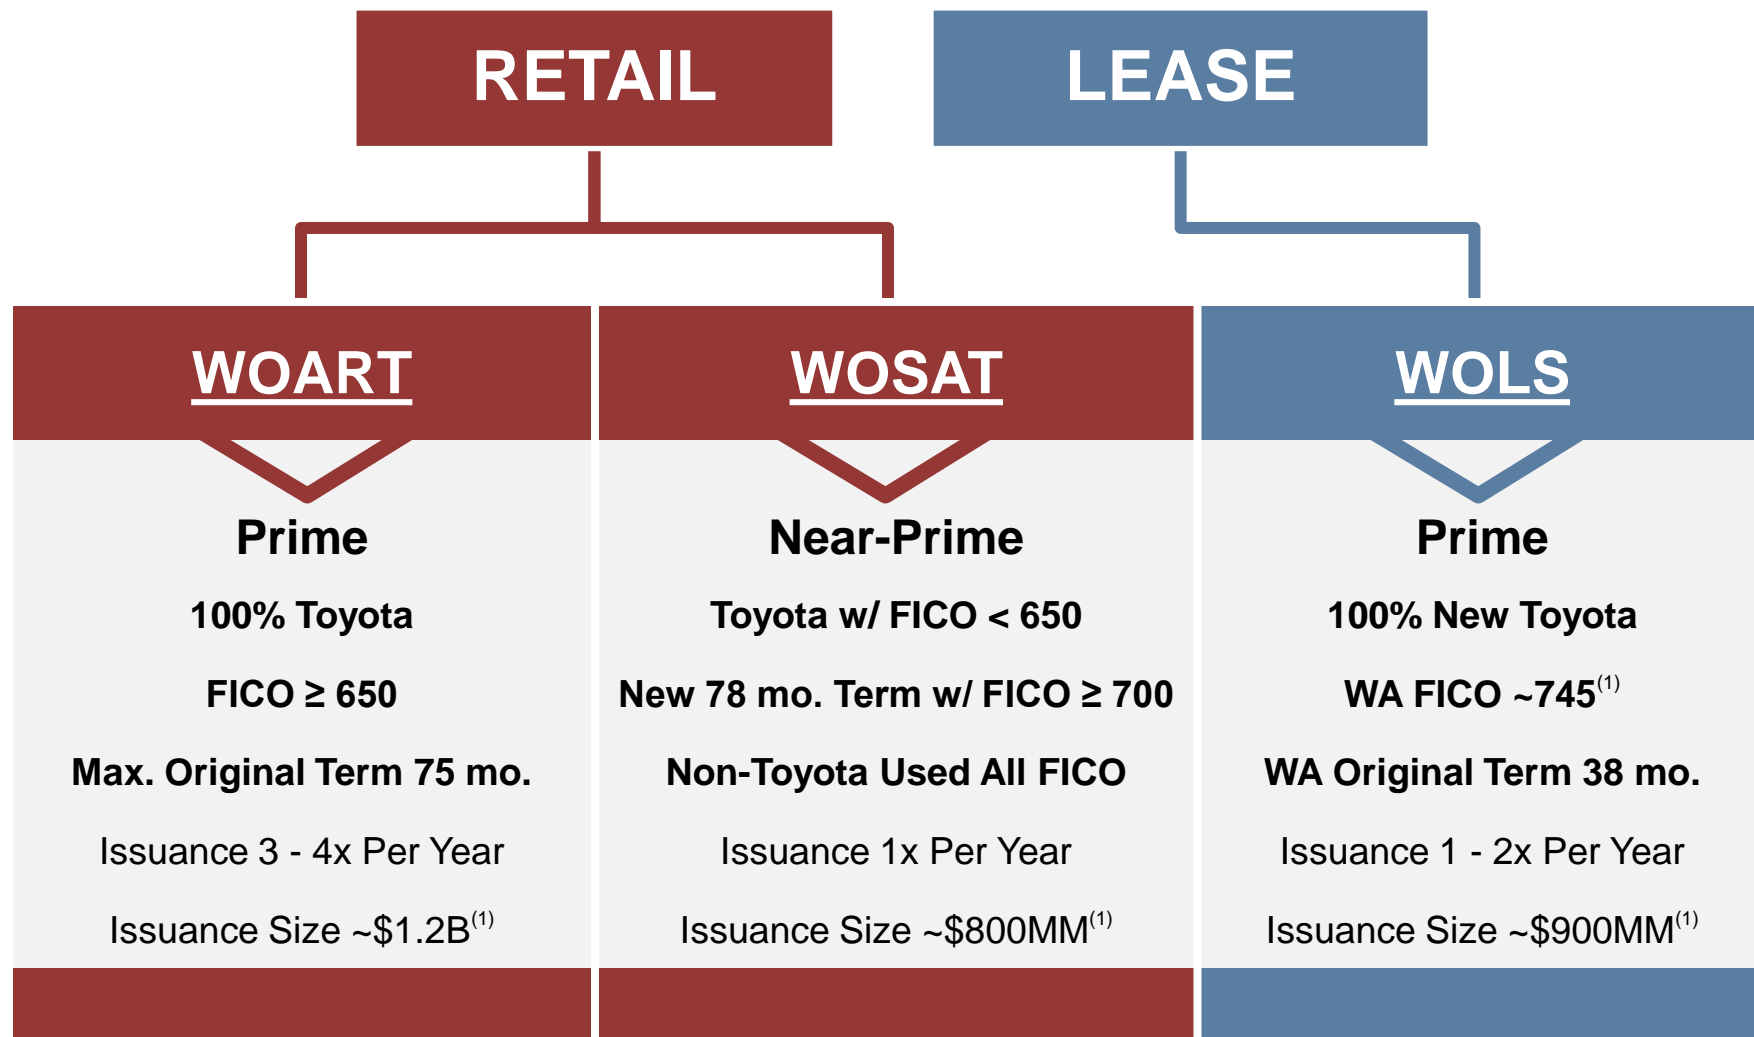 RETAIL
LEASE
WOART
Prime
100% Toyota
FICO ≥ 650
Max. Original Term 75 mo.
Issuance 3 - 4x Per Year
Issuance Size ~$1.2B(1)
WOSAT
Near-Prime
Toyota w/ FICO < 650
New 78 mo. Term w/ FICO ≥ 700
Non-Toyota Used All FICO
Issuance 1x Per Year
Issuance Size ~$800MM(1)
WOLS
Prime
100% New Toyota
WA FICO ~745(1)
WA Original Term 38 mo.
Issuance 1 - 2x Per Year
Issuance Size ~$900MM(1)